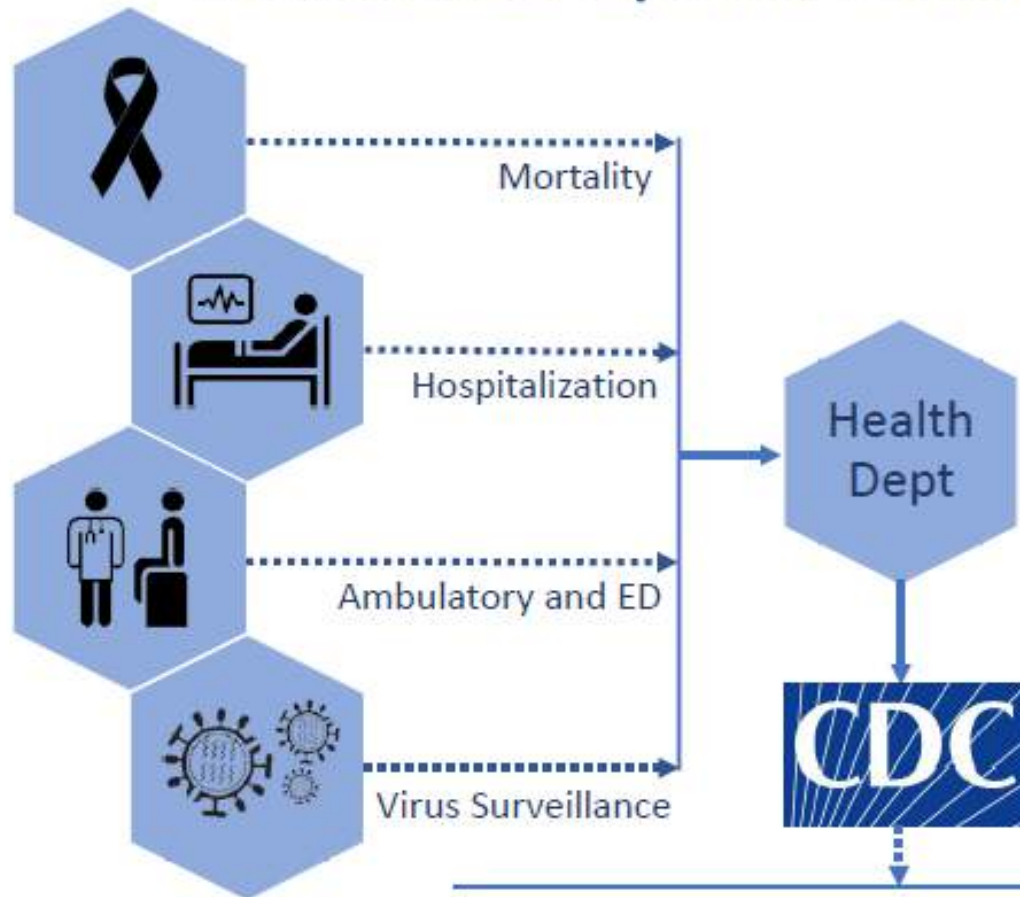 Mortality
Hospitalization
Health
Dept
Ambulatory and ED
CDC
Virus Surveillance